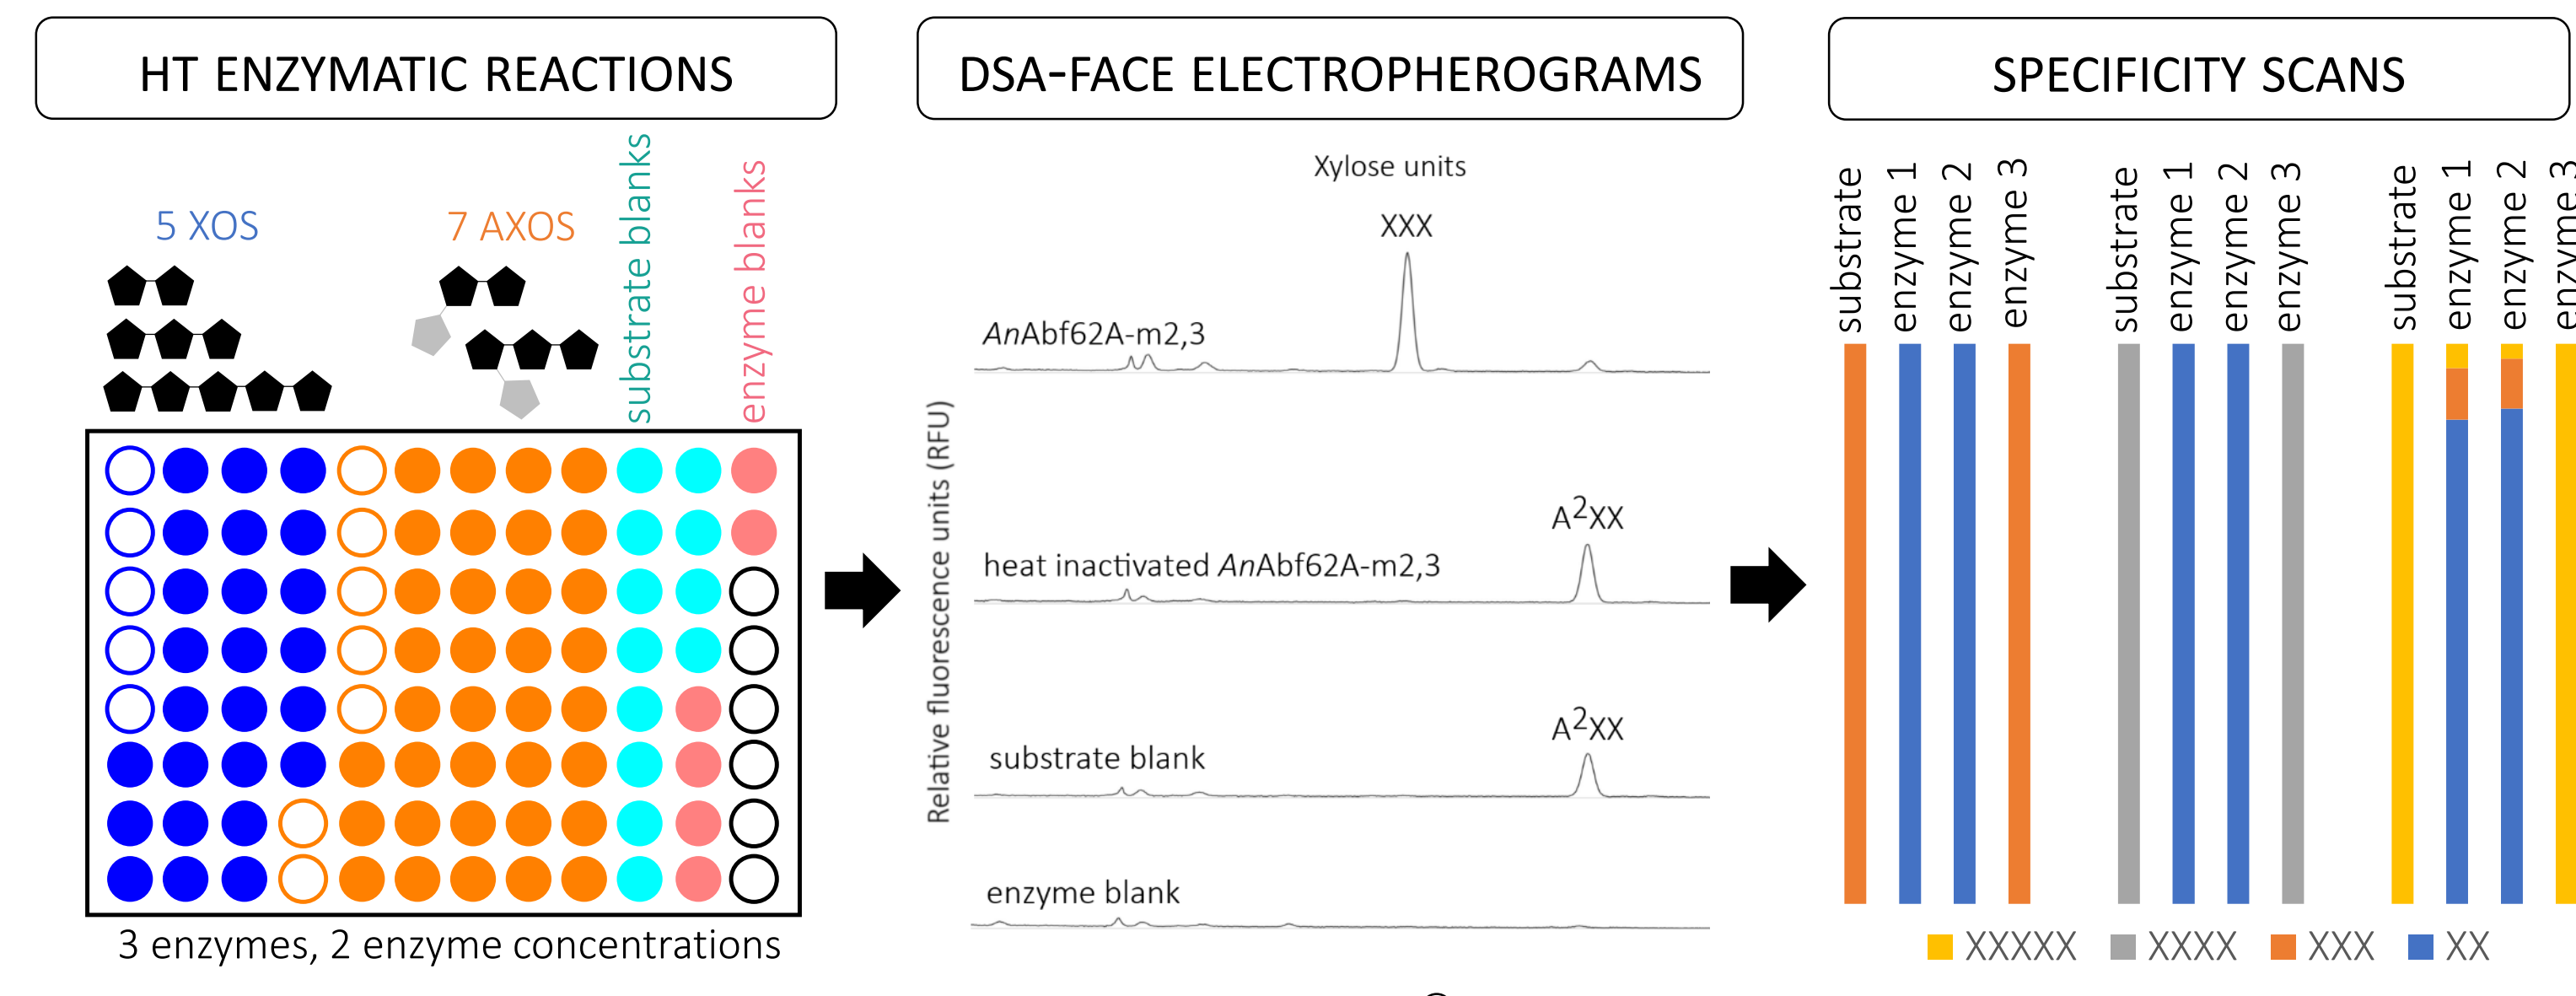 HT ENZYMATIC REACTIONS
5 XOS
7 AXOS
substrate blanks
enzyme blanks
3 enzymes, 2 enzyme concentrations
DSA-FACE ELECTROPHEROGRAMS
Relative fluorescence units (RFU)
Xylose units
XXX
AnAbf62A-m2,3
A²XX
heat inactivated AnAbf62A-m2,3
A²XX
substrate blank
enzyme blank
SPECIFICITY SCANS
substrate
enzyme 1
enzyme 2
enzyme 3
substrate
enzyme 1
enzyme 2
enzyme 3
substrate
enzyme 1
enzyme 2
enzyme 3
XXXXX
XXXX
XXX
XX